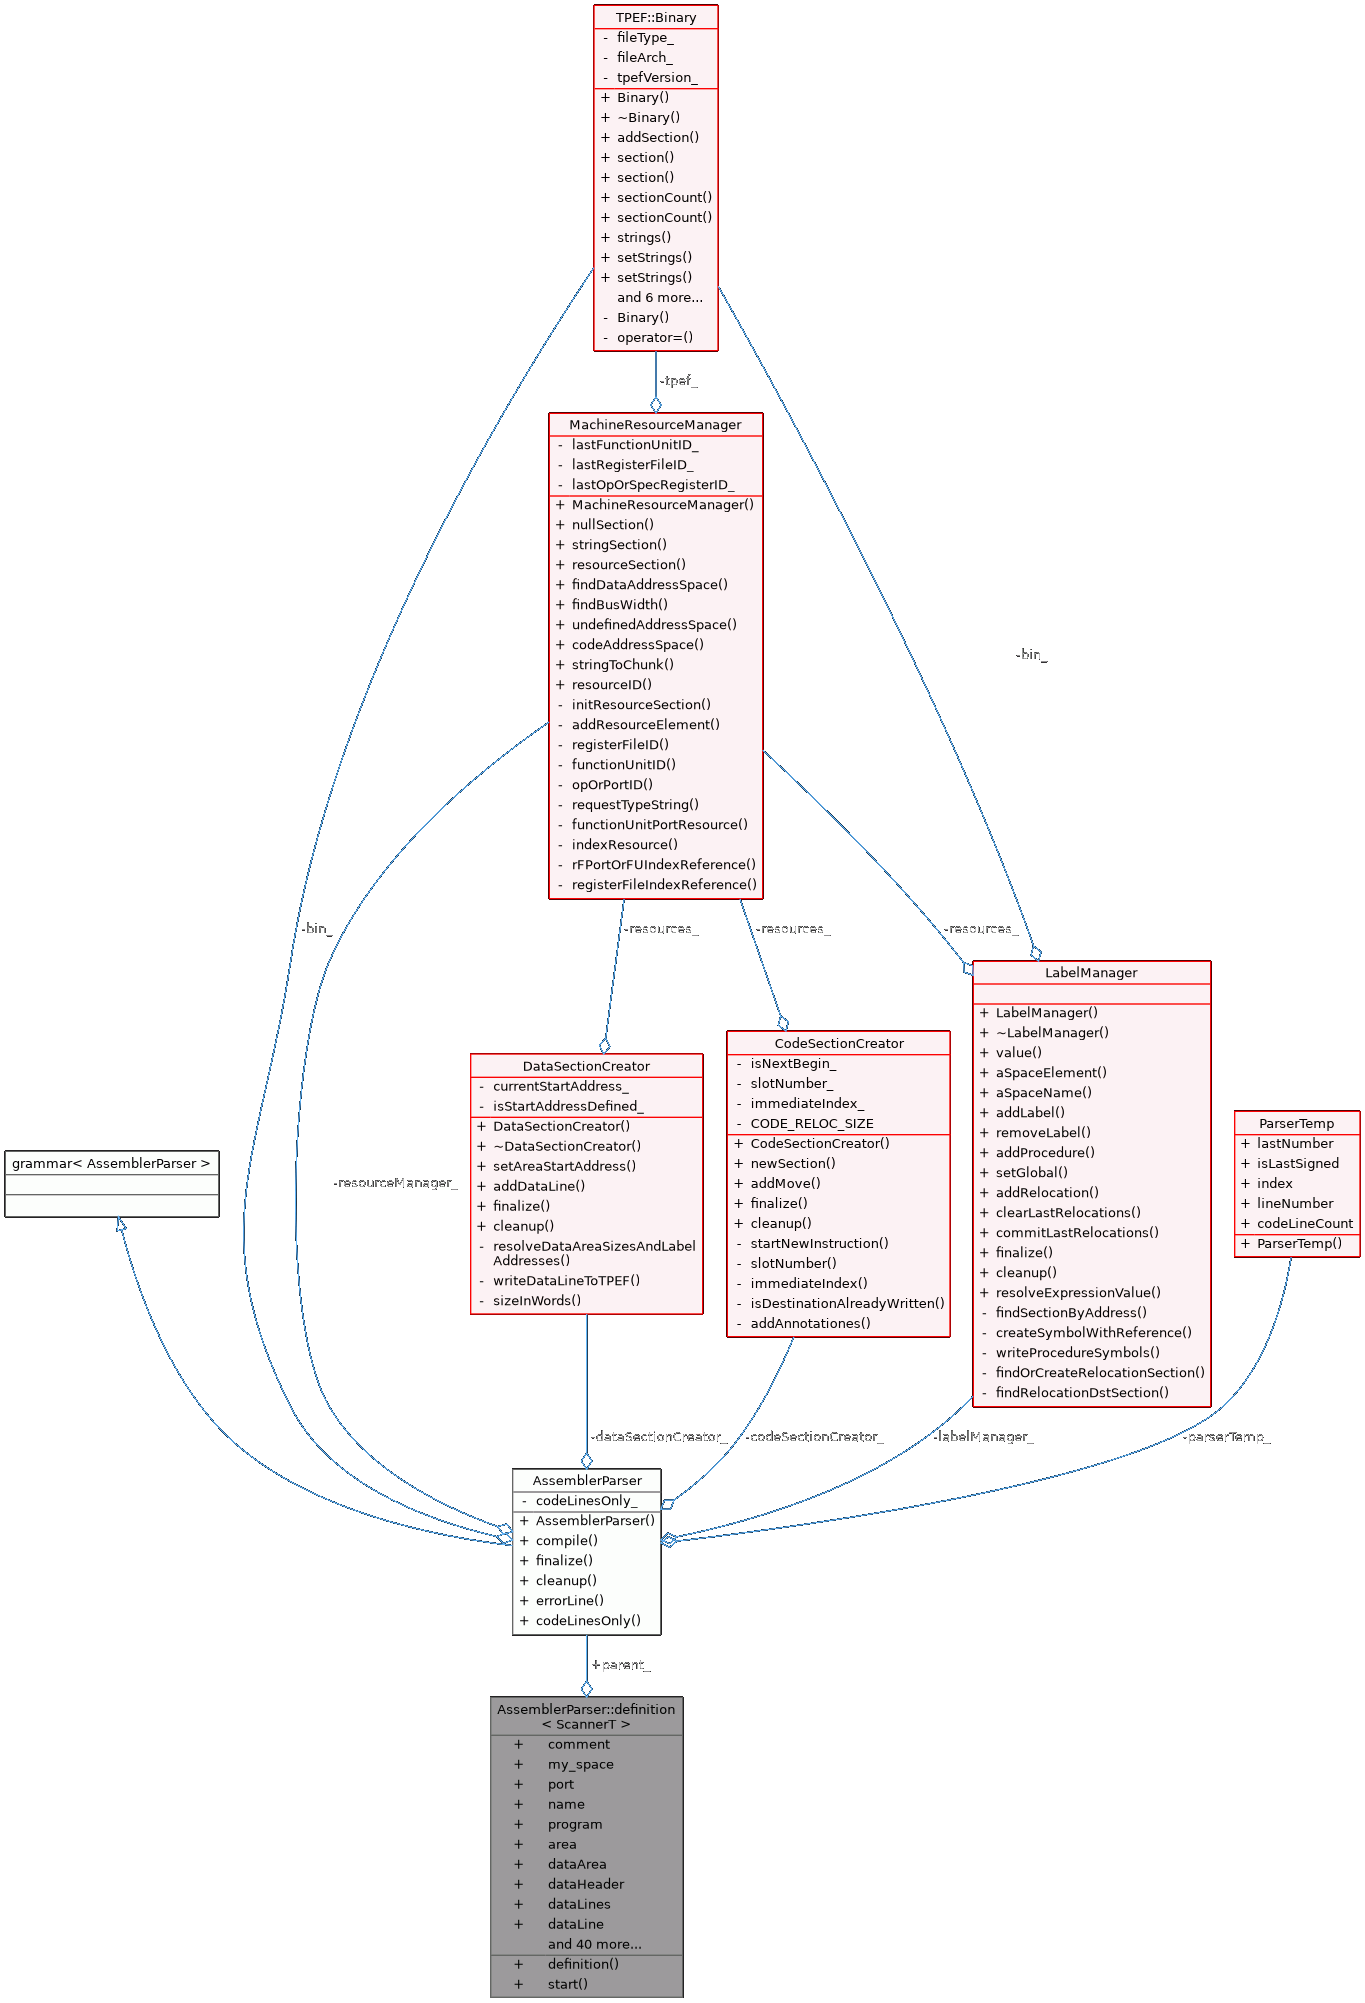 TPEF::Binary
- fileType_
- fileArch_
- tpefVersion_
+ Binary()
+ ~Binary()
+ addSection()
+ section()
+ section()
+ sectionCount()
+ sectionCount()
+ strings()
+ setStrings()
+ setStrings()
and 6 more...
- Binary()
- operator=()
-tpef_
MachineResourceManager
- lastFunctionUnitID_
- lastRegisterFileID_
- lastOpOrSpecRegisterID_
+ MachineResourceManager()
+ nullSection()
+ stringSection()
+ resourceSection()
+ findDataAddressSpace()
+ findBusWidth()
+ undefinedAddressSpace()
+ codeAddressSpace()
+ stringToChunk()
+ resourceID()
- initResourceSection()
- addResourceElement()
- registerFileID()
- functionUnitID()
- opOrPortID()
- requestTypeString()
- functionUnitPortResource()
- indexResource()
- rFPortOrFUIndexReference()
- registerFileIndexReference()
-bin_
-bin_
-resources_
-resources_
-resources_
LabelManager
+ LabelManager()
+ ~LabelManager()
+ value()
+ aSpaceElement()
+ aSpaceName()
+ addLabel()
+ removeLabel()
+ addProcedure()
+ setGlobal()
+ addRelocation()
+ clearLastRelocations()
+ commitLastRelocations()
+ finalize()
+ cleanup()
+ resolveExpressionValue()
- findSectionByAddress()
- createSymbolWithReference()
- writeProcedureSymbols()
- findOrCreateRelocationSection()
- findRelocationDstSection()
CodeSectionCreator
- isNextBegin_
- slotNumber_
- immediateIndex_
- CODE_RELOC_SIZE
+ CodeSectionCreator()
+ newSection()
+ addMove()
+ finalize()
+ cleanup()
- startNewInstruction()
- slotNumber()
- immediateIndex()
- isDestinationAlreadyWritten()
- addAnnotationes()
DataSectionCreator
- currentStartAddress_
- isStartAddressDefined_
+ DataSectionCreator()
+ ~DataSectionCreator()
+ setAreaStartAddress()
+ addDataLine()
+ finalize()
+ cleanup()
- resolveDataAreaSizesAndLabel
Addresses()
- writeDataLineToTPEF()
- sizeInWords()
ParserTemp
+ lastNumber
+ isLastSigned
+ index
+ lineNumber
+ codeLineCount
+ ParserTemp()
grammar< AssemblerParser >
-resourceManager_
-dataSectionCreator_
-codeSectionCreator_
-labelManager_
-parserTemp_
AssemblerParser
- codeLinesOnly_
+ AssemblerParser()
+ compile()
+ finalize()
+ cleanup()
+ errorLine()
+ codeLinesOnly()
+parent_
AssemblerParser::definition
< ScannerT >
+ comment
+ my_space
+ port
+ name
+ program
+ area
+ dataArea
+ dataHeader
+ dataLines
+ dataLine
and 40 more...
+ definition()
+ start()